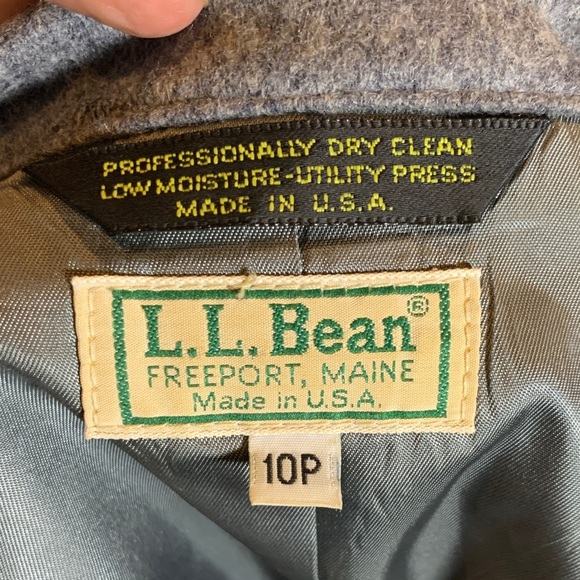 PROFESSIONALLY DRY CLEAN
LOW MOISTURE-UTILITY PRESS
MADE IN U.S.A.
L.L.Bean®
FREEPORT, MAINE
Made in U.S.A.
10P